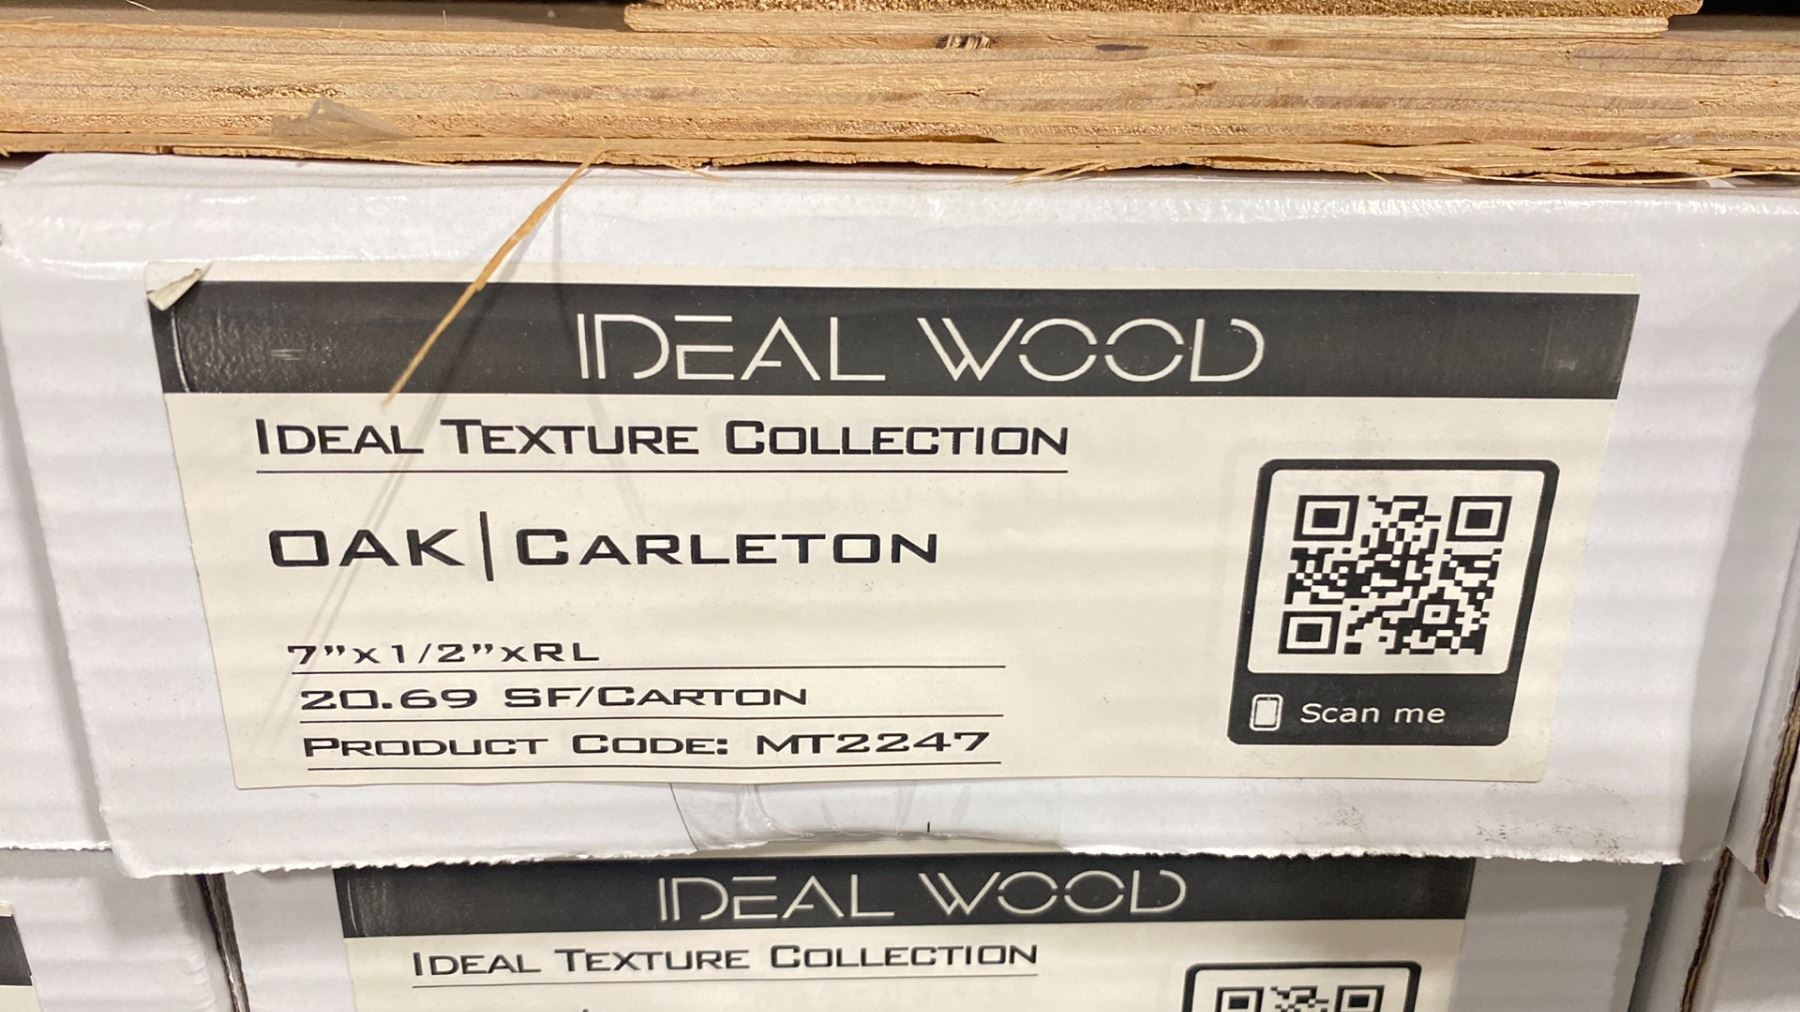 IDEAL WOOD
IDEAL TEXTURE COLLECTION
OAK | CARLETON
7"x1/2"xRL
20.69 SF/CARTON
PRODUCT CODE: MT2247
Scan me
IDEAL WOOD
IDEAL TEXTURE COLLECTION